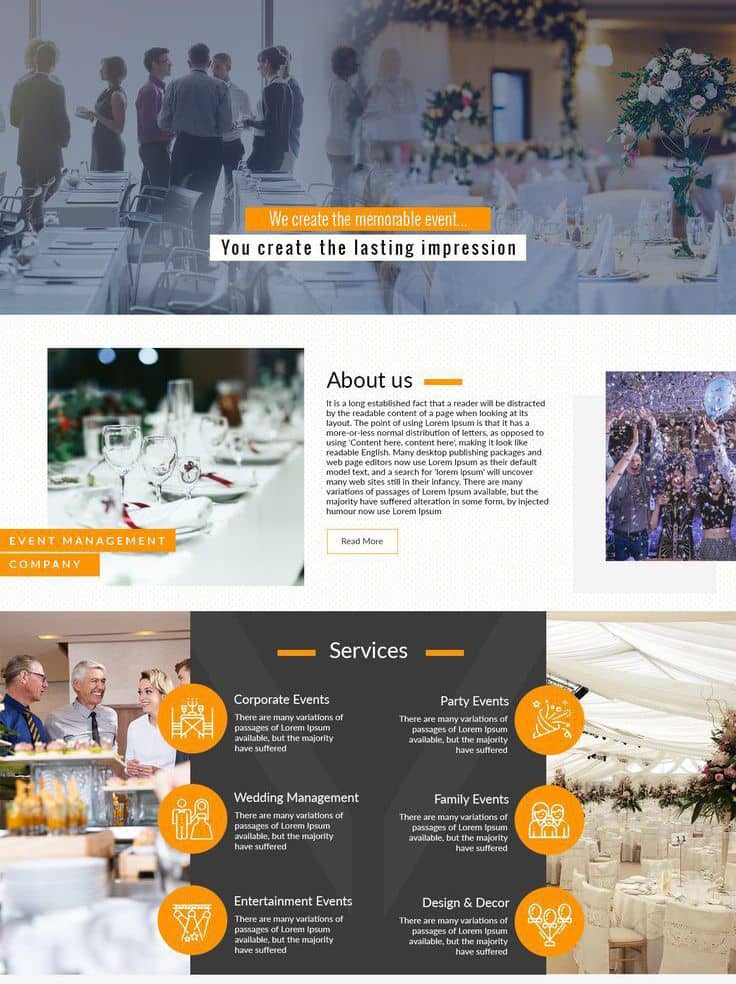 We create the memorable event...
You create the lasting impression
About us
It is a long established fact that a reader will be distracted
by the readable content of a page when looking at its
layout. The point of using Lorem Ipsum is that it has a
more-or-less normal distribution of letters, as opposed to
using 'Content here, content here', making it look like
readable English. Many desktop publishing packages and
web page editors now use Lorem Ipsum as their default
model text, and a search for 'lorem ipsum' will uncover
many web sites still in their infancy. There are many
variations of passages of Lorem Ipsum available, but the
majority have suffered alteration in some form, by injected
humour now use Lorem Ipsum
Read More
EVENT MANAGEMENT
COMPANY
Services
Corporate Events
There are many variations of
passages of Lorem Ipsum
available, but the majority
have suffered
Party Events
There are many variations of
passages of Lorem Ipsum
available, but the majority
have suffered
Wedding Management
There are many variations of
passages of Lorem Ipsum
available, but the majority
have suffered
Family Events
There are many variations of
passages of Lorem Ipsum
available, but the majority
have suffered
Entertainment Events
There are many variations of
passages of Lorem Ipsum
available, but the majority
have suffered
Design & Decor
There are many variations of
passages of Lorem Ipsum
available, but the majority
have suffered